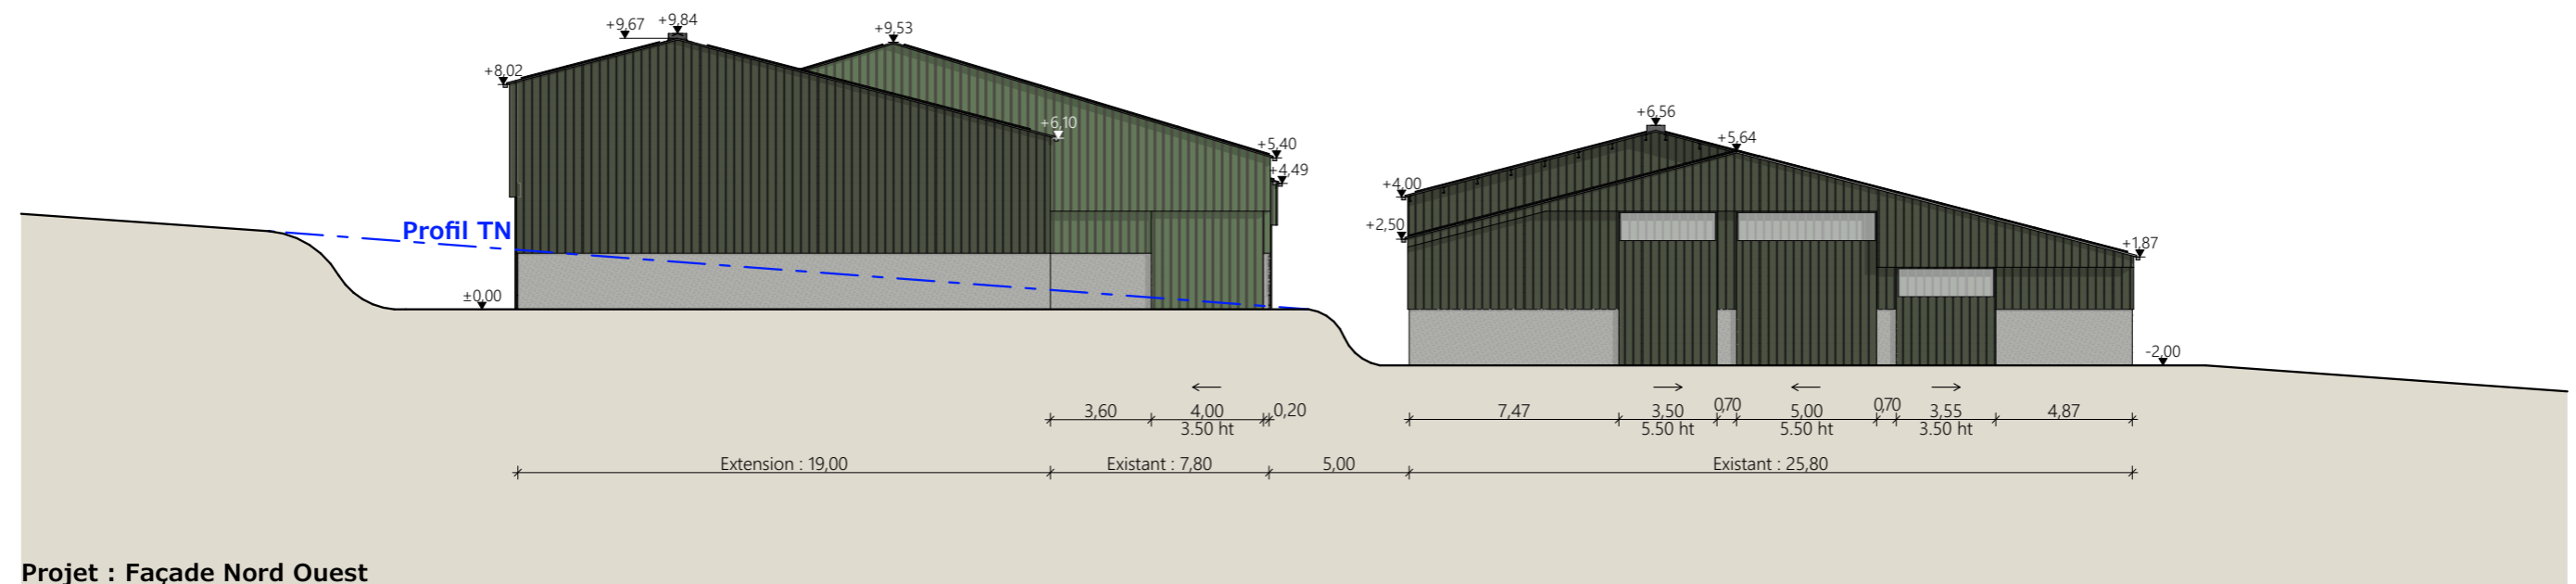 +9,67 +9,84
+9,53
+8,02
+6,10
+5,40
+4,49
+6,56
+5,64
+4,00
+2,50
+1,87
Profil TN
±0,00
-2,00
3,60 4,00 0,20
3.50 ht
7,47 3,50 0,70 5,00 0,70 3,55 4,87
5.50 ht 5.50 ht 3.50 ht
Extension : 19,00 Existant : 7,80 5,00 Existant : 25,80
Projet : Façade Nord Ouest